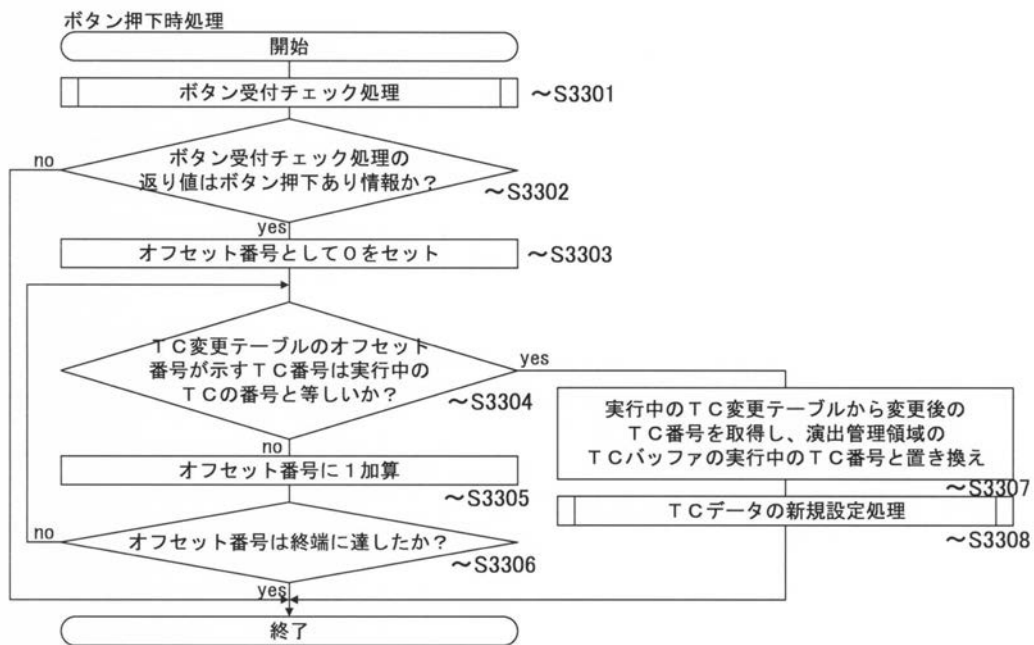 ボタン押下時処理
開始
ボタン受付チェック処理
～S3301
ボタン受付チェック処理の
返り値はボタン押下あり情報か？
no
～S3302
yes
オフセット番号として０をセット
～S3303
ＴＣ変更テーブルのオフセット
番号が示すＴＣ番号は実行中の
ＴＣの番号と等しいか？
yes
～S3304
no
実行中のＴＣ変更テーブルから変更後の
ＴＣ番号を取得し、演出管理領域の
ＴＣバッファの実行中のＴＣ番号と置き換え
～S3307
オフセット番号に１加算
～S3305
ＴＣデータの新規設定処理
～S3308
no
オフセット番号は終端に達したか？
～S3306
yes
終了